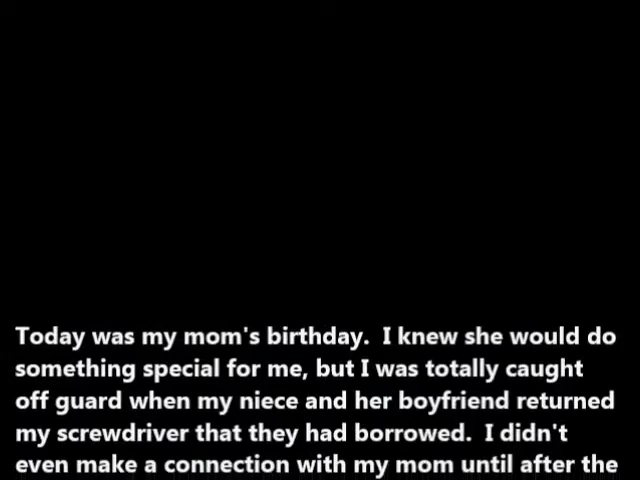 Today was my mom's birthday.  I knew she would do
something special for me, but I was totally caught
off guard when my niece and her boyfriend returned
my screwdriver that they had borrowed.  I didn't
even make a connection with my mom until after the